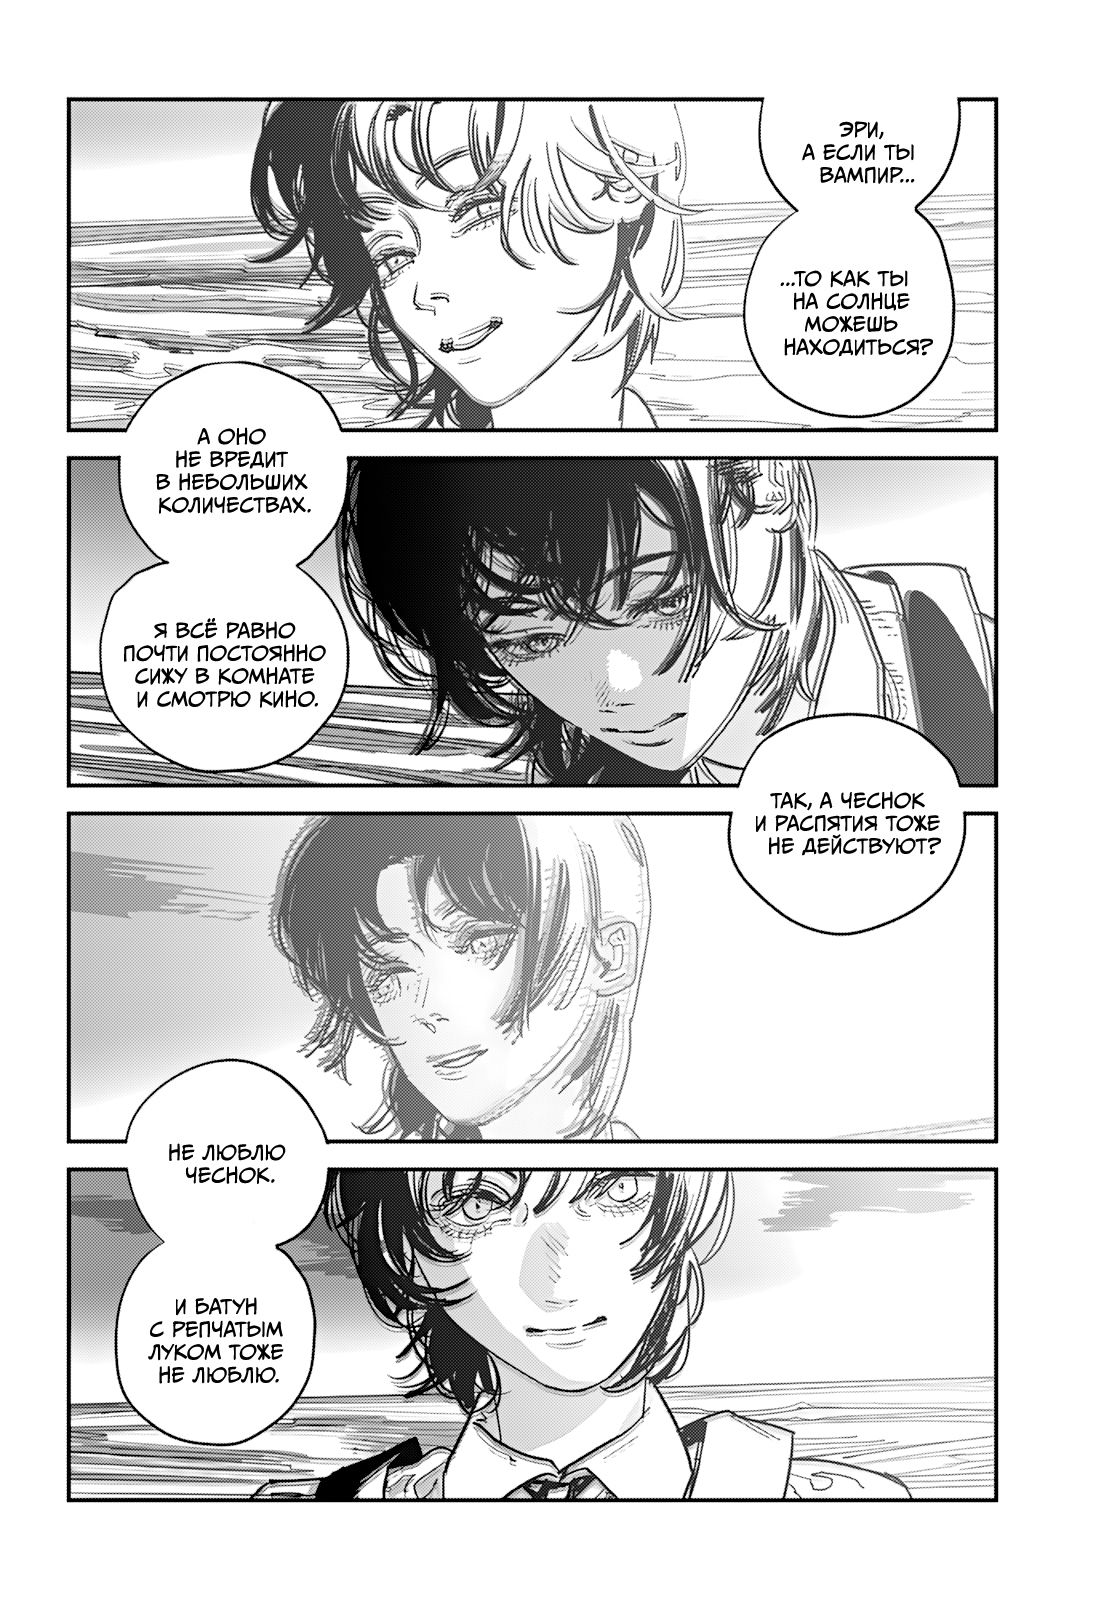 ЭРИ,
А ЕСЛИ ТЫ
ВАМПИР...
...ТО КАК ТЫ
НА СОЛНЦЕ
МОЖЕШЬ
НАХОДИТЬСЯ?
А ОНО
НЕ ВРЕДИТ
В НЕБОЛЬШИХ
КОЛИЧЕСТВАХ.
Я ВСЁ РАВНО
ПОЧТИ ПОСТОЯННО
СИЖУ В КОМНАТЕ
И СМОТРЮ КИНО.
ТАК, А ЧЕСНОК
И РАСПЯТИЯ ТОЖЕ
НЕ ДЕЙСТВУЮТ?
НЕ ЛЮБЛЮ
ЧЕСНОК.
И БАТУН
С РЕПЧАТЫМ
ЛУКОМ ТОЖЕ
НЕ ЛЮБЛЮ.